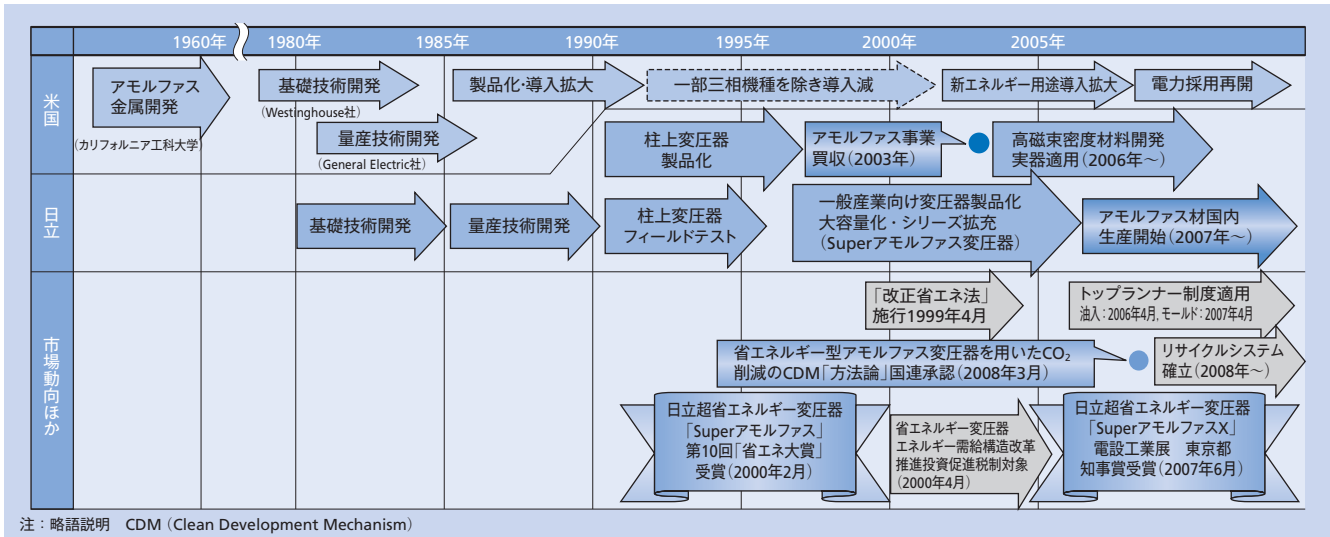 1960年 1980年 1985年 1990年 1995年 2000年 2005年
米国
アモルファス
金属開発
(カリフォルニア工科大学)
基礎技術開発
(Westinghouse社)
量産技術開発
(General Electric社)
製品化・導入拡大
一部三相機種を除き導入減
新エネルギー用途導入拡大
電力採用再開
柱上変圧器
製品化
アモルファス事業
買収(2003年)
高磁束密度材料開発
実器適用(2006年~)
日立
基礎技術開発
量産技術開発
柱上変圧器
フィールドテスト
一般産業向け変圧器製品化
大容量化・シリーズ拡充
(Superアモルファス変圧器)
アモルファス材国内
生産開始(2007年~)
市場動向ほか
「改正省エネ法」
施行1999年4月
トップランナー制度適用
油入:2006年4月, モールド:2007年4月
省エネルギー型アモルファス変圧器を用いたCO₂
削減のCDM「方法論」国連承認(2008年3月)
リサイクルシステム
確立(2008年~)
日立超省エネルギー変圧器
「Superアモルファス」
第10回「省エネ大賞」
受賞(2000年2月)
省エネルギー変圧器
エネルギー需給構造改革
推進投資促進税制対象
(2000年4月)
日立超省エネルギー変圧器
「SuperアモルファスX」
電設工業展 東京都
知事賞受賞(2007年6月)
注:略語説明 CDM(Clean Development Mechanism)